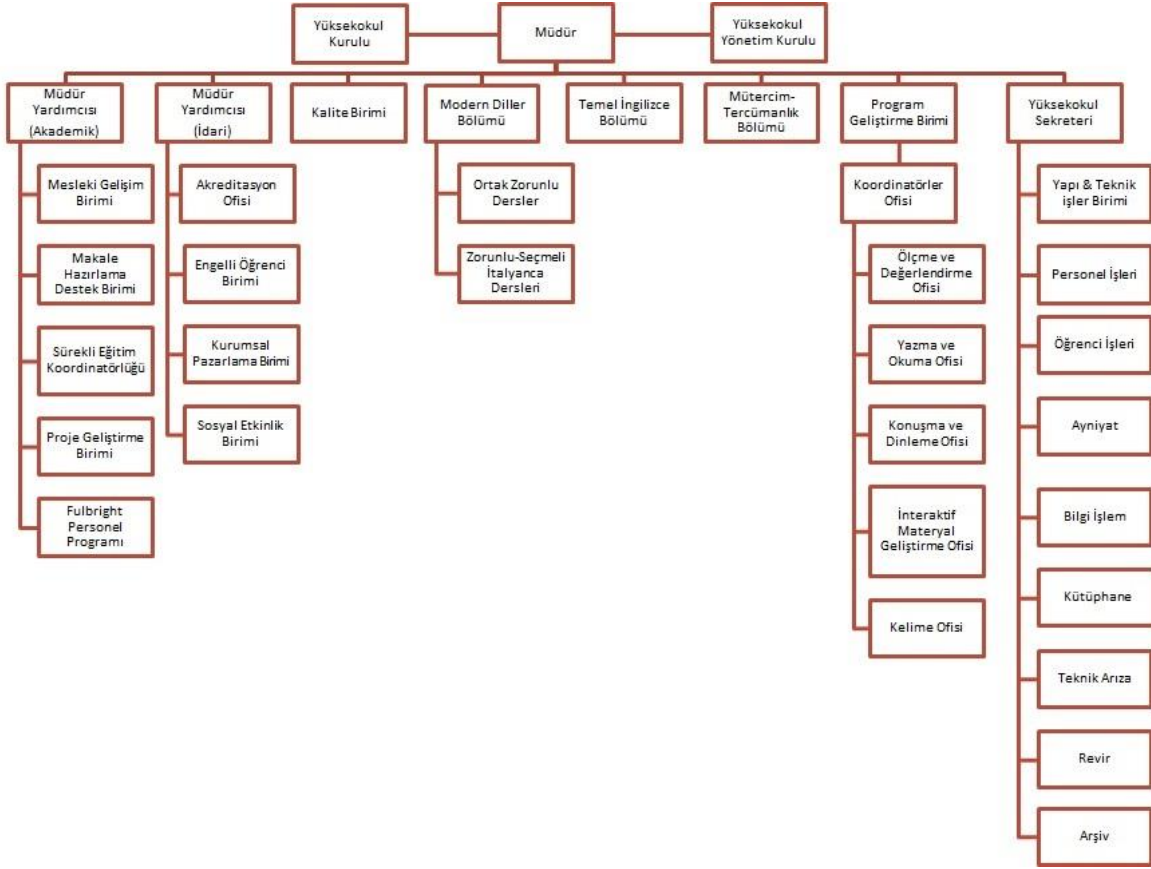 Yüksekokul
Kurulu
Müdür
Yüksekokul
Yönetim Kurulu
Müdür
Yardımcısı
(Akademik)
Müdür
Yardımcısı
(İdari)
Kalite Birimi
Modern Diller
Bölümü
Temel İngilizce
Bölümü
Mütercim-
Tercümanlık
Bölümü
Program
Geliştirme Birimi
Yüksekokul
Sekreteri
Mesleki Gelişim
Birimi
Makale
Hazırlama
Destek Birimi
Sürekli Eğitim
Koordinatörlüğü
Proje Geliştirme
Birimi
Fulbright
Personel
Programı
Akreditasyon
Ofisi
Engelli Öğrenci
Birimi
Kurumsal
Pazarlama Birimi
Sosyal Etkinlik
Birimi
Ortak Zorunlu
Dersler
Zorunlu-Seçmeli
İtalyanca
Dersleri
Koordinatörler
Ofisi
Ölçme ve
Değerlendirme
Ofisi
Yazma ve
Okuma Ofisi
Konuşma ve
Dinleme Ofisi
İnteraktif
Materyal
Geliştirme Ofisi
Kelime Ofisi
Yapı & Teknik
işler Birimi
Personel İşleri
Öğrenci İşleri
Ayniyat
Bilgi İşlem
Kütüphane
Teknik Arıza
Revir
Arşiv